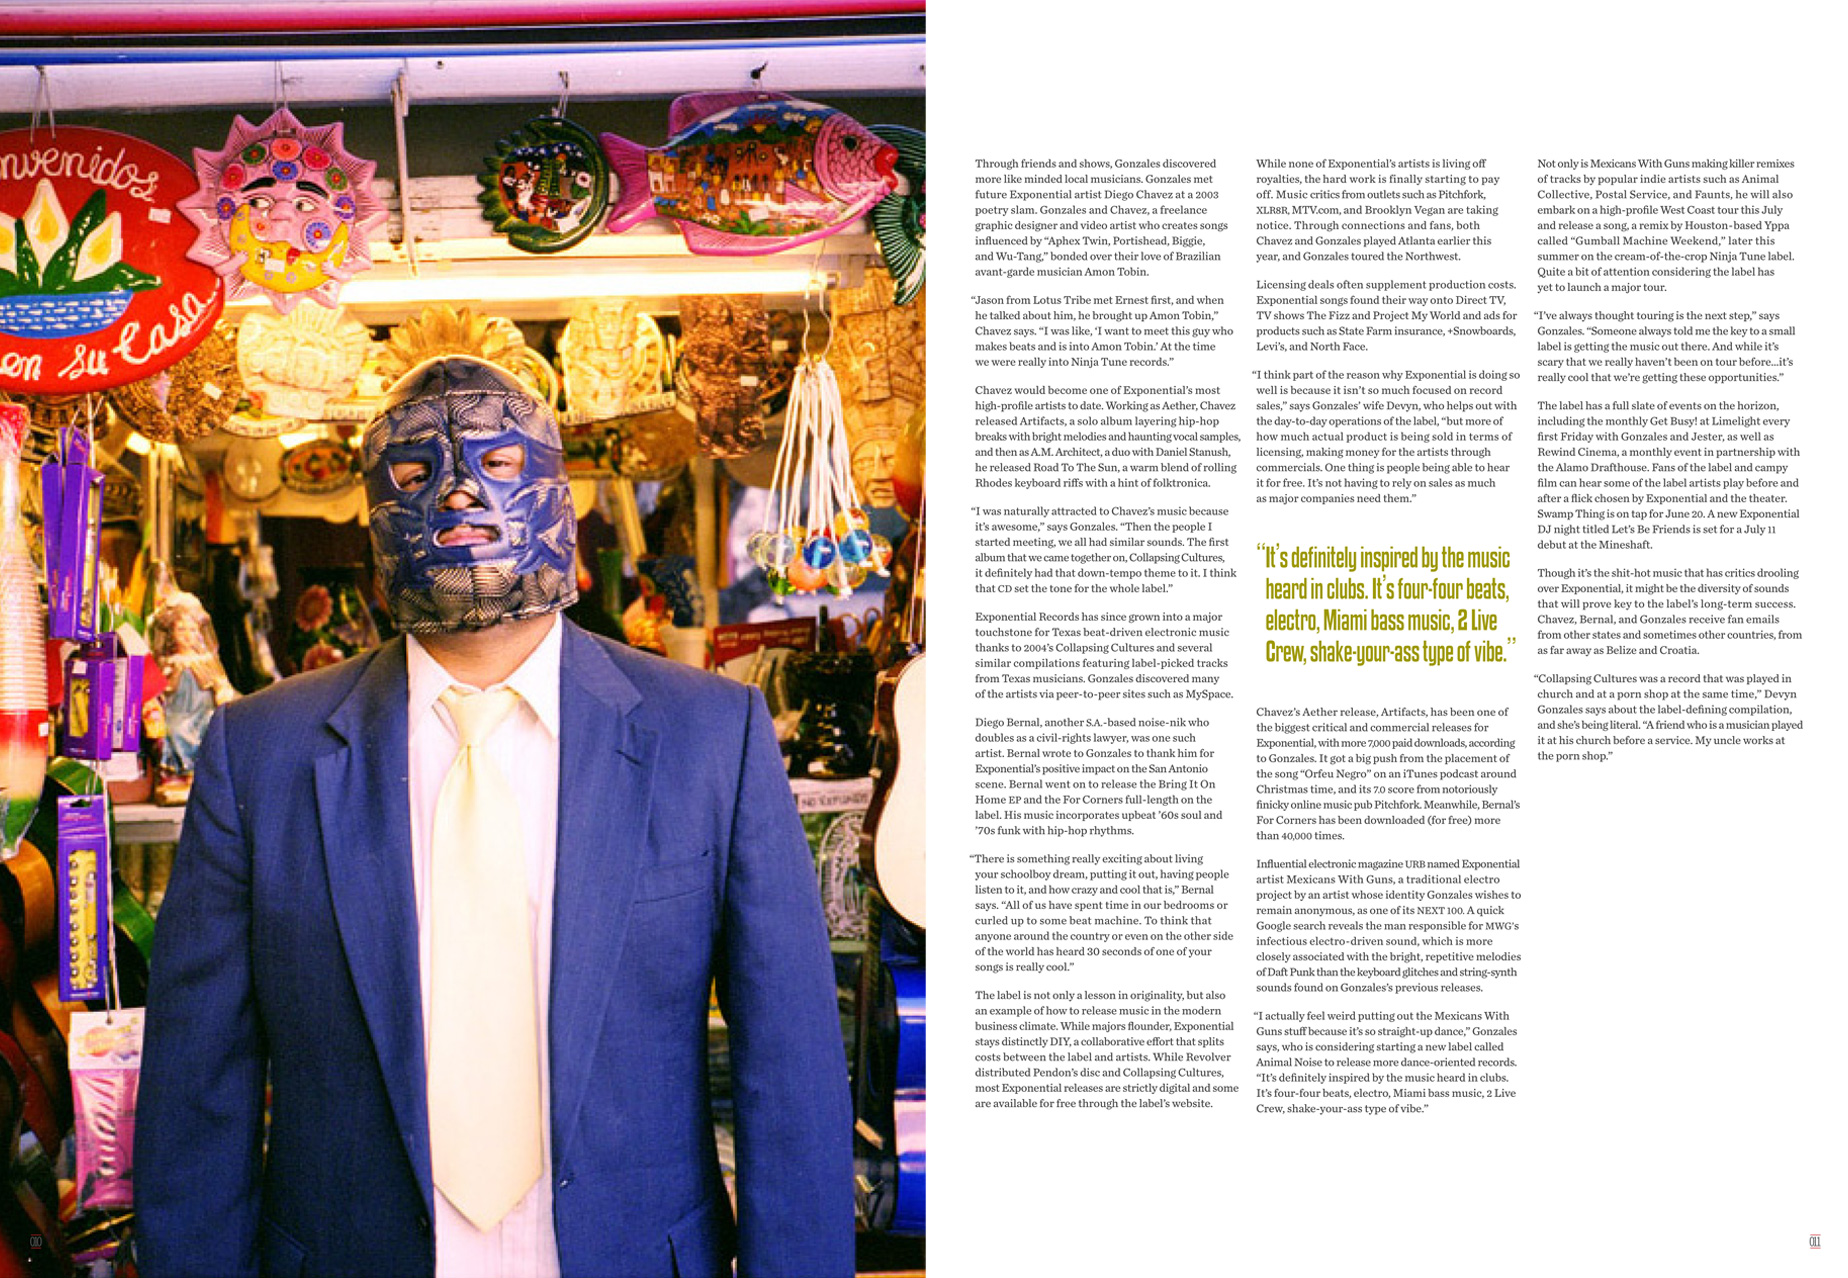 nvenidos
en su Casa...
NO REFUNDS
010
Through friends and shows, Gonzales discovered
more like minded local musicians. Gonzales met
future Exponential artist Diego Chavez at a 2003
poetry slam. Gonzales and Chavez, a freelance
graphic designer and video artist who creates songs
influenced by “Aphex Twin, Portishead, Biggie,
and Wu-Tang,” bonded over their love of Brazilian
avant-garde musician Amon Tobin.
“Jason from Lotus Tribe met Ernest first, and when
he talked about him, he brought up Amon Tobin,”
Chavez says. “I was like, ‘I want to meet this guy who
makes beats and is into Amon Tobin.’ At the time
we were really into Ninja Tune records.”
Chavez would become one of Exponential’s most
high-profile artists to date. Working as Aether, Chavez
released Artifacts, a solo album layering hip-hop
breaks with bright melodies and haunting vocal samples,
and then as A.M. Architect, a duo with Daniel Stanush,
he released Road To The Sun, a warm blend of rolling
Rhodes keyboard riffs with a hint of folktronica.
“I was naturally attracted to Chavez’s music because
it’s awesome,” says Gonzales. “Then the people I
started meeting, we all had similar sounds. The first
album that we came together on, Collapsing Cultures,
it definitely had that down-tempo theme to it. I think
that CD set the tone for the whole label.”
Exponential Records has since grown into a major
touchstone for Texas beat-driven electronic music
thanks to 2004’s Collapsing Cultures and several
similar compilations featuring label-picked tracks
from Texas musicians. Gonzales discovered many
of the artists via peer-to-peer sites such as MySpace.
Diego Bernal, another S.A.-based noise-nik who
doubles as a civil-rights lawyer, was one such
artist. Bernal wrote to Gonzales to thank him for
Exponential’s positive impact on the San Antonio
scene. Bernal went on to release the Bring It On
Home EP and the For Corners full-length on the
label. His music incorporates upbeat ’60s soul and
’70s funk with hip-hop rhythms.
“There is something really exciting about living
your schoolboy dream, putting it out, having people
listen to it, and how crazy and cool that is,” Bernal
says. “All of us have spent time in our bedrooms or
curled up to some beat machine. To think that
anyone around the country or even on the other side
of the world has heard 30 seconds of one of your
songs is really cool.”
The label is not only a lesson in originality, but also
an example of how to release music in the modern
business climate. While majors flounder, Exponential
stays distinctly DIY, a collaborative effort that splits
costs between the label and artists. While Revolver
distributed Pendon’s disc and Collapsing Cultures,
most Exponential releases are strictly digital and some
are available for free through the label’s website.
While none of Exponential’s artists is living off
royalties, the hard work is finally starting to pay
off. Music critics from outlets such as Pitchfork,
XLR8R, MTV.com, and Brooklyn Vegan are taking
notice. Through connections and fans, both
Chavez and Gonzales played Atlanta earlier this
year, and Gonzales toured the Northwest.
Licensing deals often supplement production costs.
Exponential songs found their way onto Direct TV,
TV shows The Fizz and Project My World and ads for
products such as State Farm insurance, +Snowboards,
Levi’s, and North Face.
“I think part of the reason why Exponential is doing so
well is because it isn’t so much focused on record
sales,” says Gonzales’ wife Devyn, who helps out with
the day-to-day operations of the label, “but more of
how much actual product is being sold in terms of
licensing, making money for the artists through
commercials. One thing is people being able to hear
it for free. It’s not having to rely on sales as much
as major companies need them.”
“It’s definitely inspired by the music
heard in clubs. It’s four-four beats,
electro, Miami bass music, 2 Live
Crew, shake-your-ass type of vibe.”
Chavez’s Aether release, Artifacts, has been one of
the biggest critical and commercial releases for
Exponential, with more 7,000 paid downloads, according
to Gonzales. It got a big push from the placement of
the song “Orfeu Negro” on an iTunes podcast around
Christmas time, and its 7.0 score from notoriously
finicky online music pub Pitchfork. Meanwhile, Bernal’s
For Corners has been downloaded (for free) more
than 40,000 times.
Influential electronic magazine URB named Exponential
artist Mexicans With Guns, a traditional electro
project by an artist whose identity Gonzales wishes to
remain anonymous, as one of its NEXT 100. A quick
Google search reveals the man responsible for MWG’s
infectious electro-driven sound, which is more
closely associated with the bright, repetitive melodies
of Daft Punk than the keyboard glitches and string-synth
sounds found on Gonzales’s previous releases.
“I actually feel weird putting out the Mexicans With
Guns stuff because it’s so straight-up dance,” Gonzales
says, who is considering starting a new label called
Animal Noise to release more dance-oriented records.
“It’s definitely inspired by the music heard in clubs.
It’s four-four beats, electro, Miami bass music, 2 Live
Crew, shake-your-ass type of vibe.”
Not only is Mexicans With Guns making killer remixes
of tracks by popular indie artists such as Animal
Collective, Postal Service, and Faunts, he will also
embark on a high-profile West Coast tour this July
and release a song, a remix by Houston-based Yppa
called “Gumball Machine Weekend,” later this
summer on the cream-of-the-crop Ninja Tune label.
Quite a bit of attention considering the label has
yet to launch a major tour.
“I’ve always thought touring is the next step,” says
Gonzales. “Someone always told me the key to a small
label is getting the music out there. And while it’s
scary that we really haven’t been on tour before...it’s
really cool that we’re getting these opportunities.”
The label has a full slate of events on the horizon,
including the monthly Get Busy! at Limelight every
first Friday with Gonzales and Jester, as well as
Rewind Cinema, a monthly event in partnership with
the Alamo Drafthouse. Fans of the label and campy
film can hear some of the label artists play before and
after a flick chosen by Exponential and the theater.
Swamp Thing is on tap for June 20. A new Exponential
DJ night titled Let’s Be Friends is set for a July 11
debut at the Mineshaft.
Though it’s the shit-hot music that has critics drooling
over Exponential, it might be the diversity of sounds
that will prove key to the label’s long-term success.
Chavez, Bernal, and Gonzales receive fan emails
from other states and sometimes other countries, from
as far away as Belize and Croatia.
“Collapsing Cultures was a record that was played in
church and at a porn shop at the same time,” Devyn
Gonzales says about the label-defining compilation,
and she’s being literal. “A friend who is a musician played
it at his church before a service. My uncle works at
the porn shop.”
011